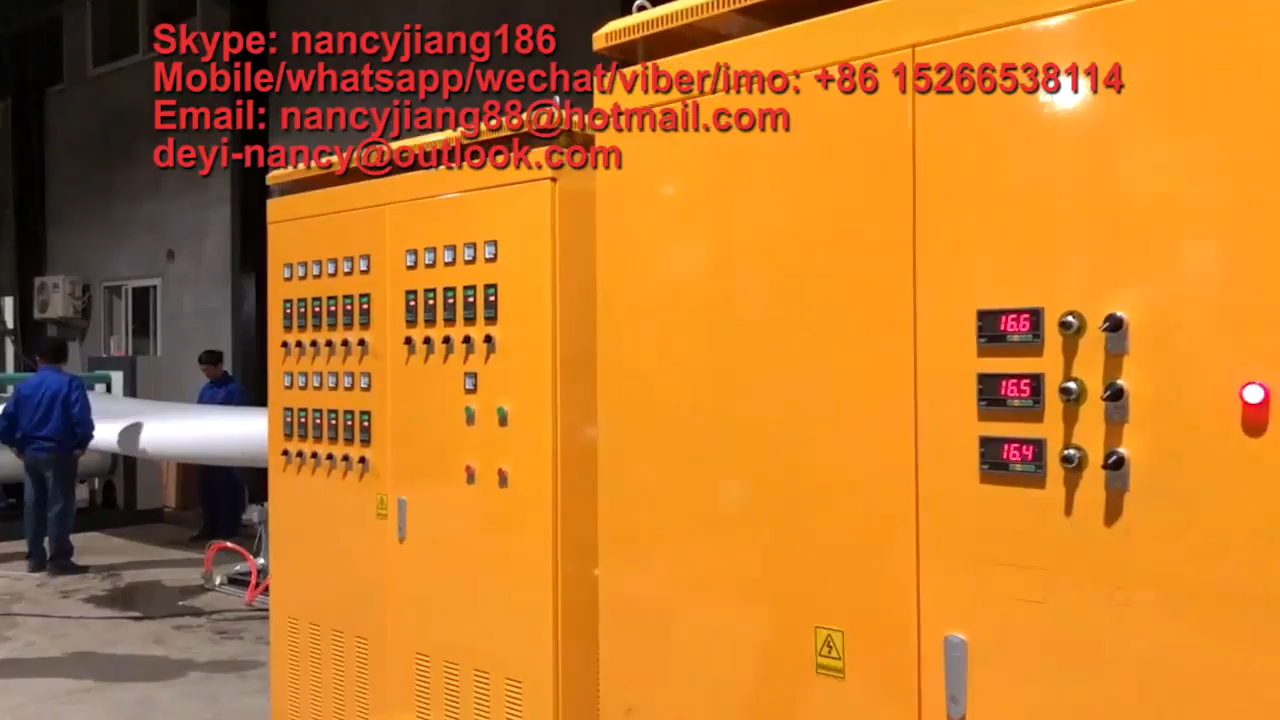 Skype: nancyjiang186
Mobile/whatsapp/wechat/viber/imo: +86 15266538114
Email: nancyjiang88@hotmail.com
deyi-nancy@outlook.com
16.6
16.5
16.4